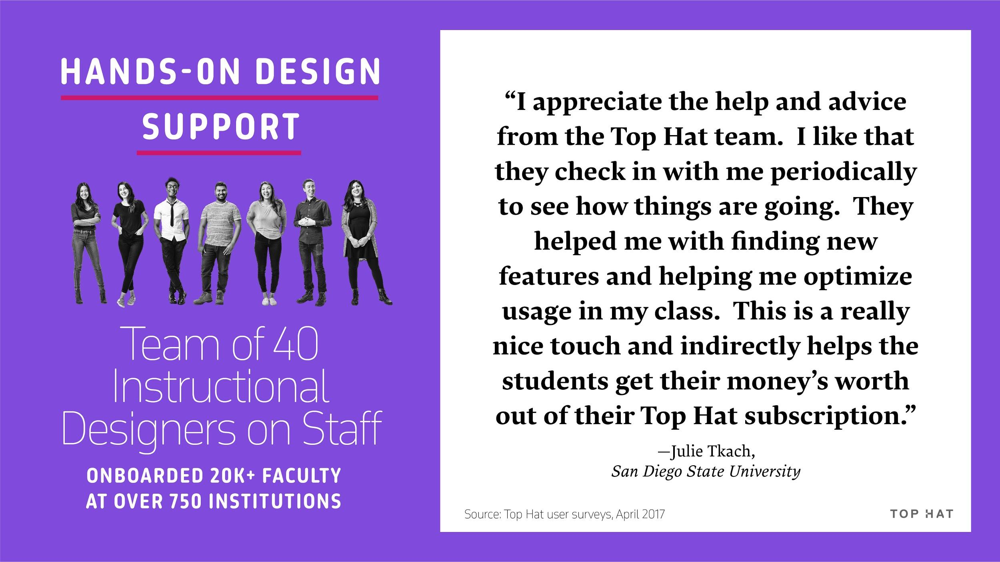 HANDS-ON DESIGN
SUPPORT
Team of 40
Instructional
Designers on Staff
ONBOARDED 20K+ FACULTY
AT OVER 750 INSTITUTIONS
“I appreciate the help and advice
from the Top Hat team.  I like that
they check in with me periodically
to see how things are going.  They
helped me with finding new
features and helping me optimize
usage in my class.  This is a really
nice touch and indirectly helps the
students get their money’s worth
out of their Top Hat subscription.”
—Julie Tkach,
San Diego State University
Source: Top Hat user surveys, April 2017
TOP HAT